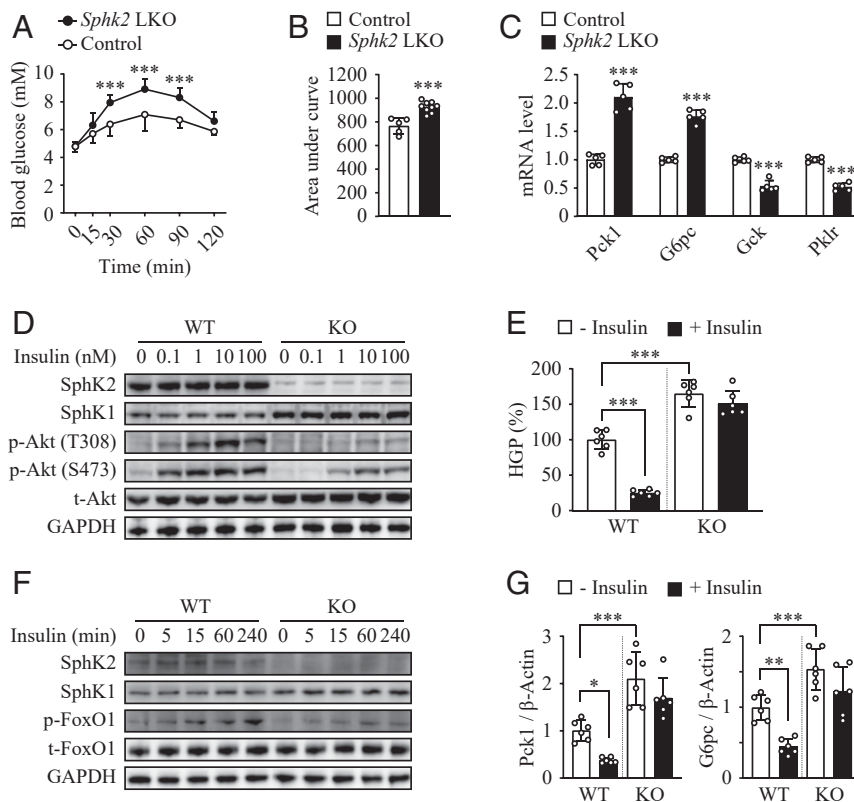 A
Sphk2 LKO
Control
Blood glucose (mM)
***
***
***
10
8
6
4
2
0
0
15
30
60
90
120
Time (min)
B
Control
Sphk2 LKO
Area under curve
***
1200
1000
800
600
400
200
0
C
Control
Sphk2 LKO
mRNA level
***
***
***
***
2.5
2.0
1.5
1.0
0.5
0
Pck1
G6pc
Gck
Pklr
D
WT KO
Insulin (nM) 0 0.1 1 10 100 0 0.1 1 10 100
SphK2
SphK1
p-Akt (T308)
p-Akt (S473)
t-Akt
GAPDH
E
- Insulin + Insulin
HGP (%)
***
***
200
150
100
50
0
WT KO
F
WT KO
Insulin (min) 0 5 15 60 240 0 5 15 60 240
SphK2
SphK1
p-FoxO1
t-FoxO1
GAPDH
G
- Insulin + Insulin
Pck1 / β-Actin
***
*
3
2
1
0
WT KO
G6pc / β-Actin
***
**
2
1
0
WT KO